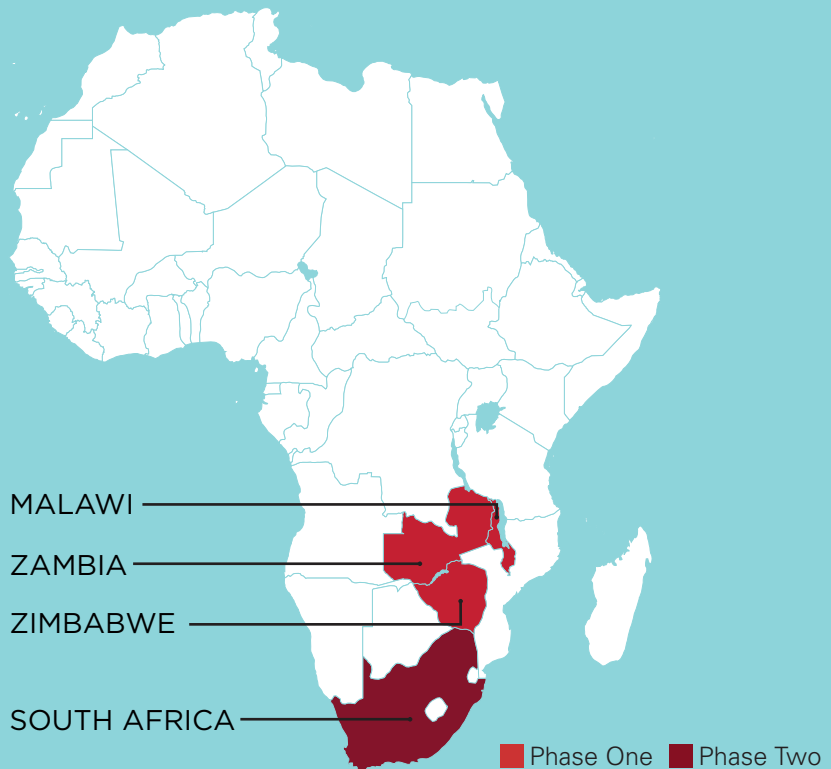 MALAWI
ZAMBIA
ZIMBABWE
SOUTH AFRICA
Phase One Phase Two